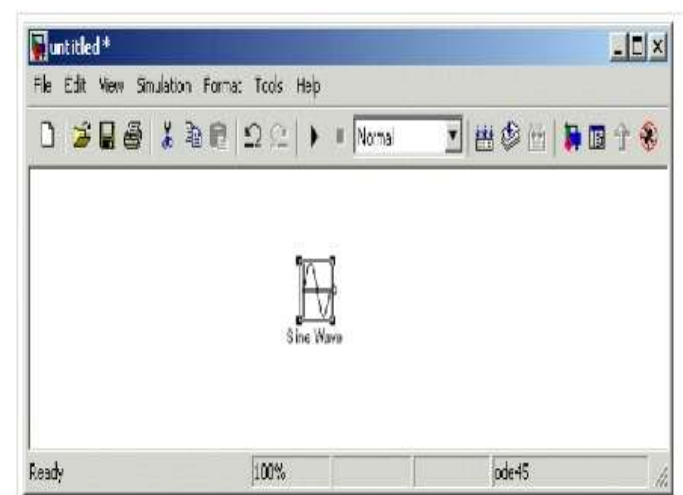 untitled *
File Edit View Simulation Format Tools Help
Normal
Sine Wave
Ready 100% ode45